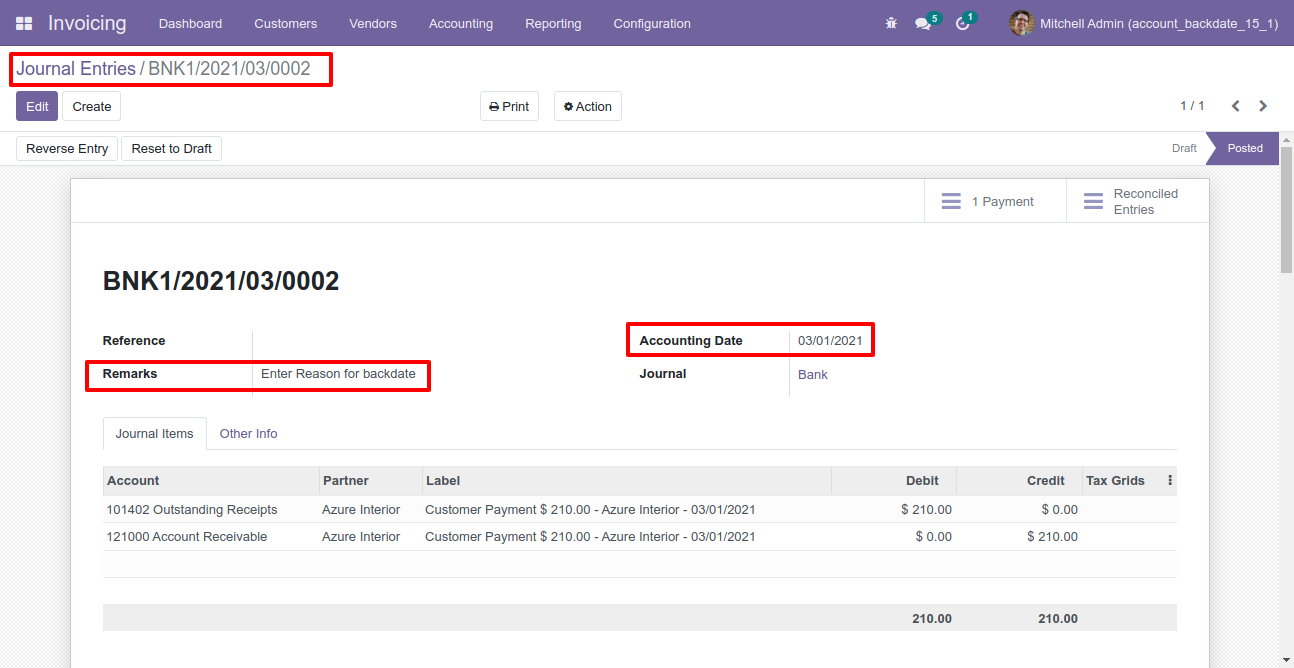 Invoicing Dashboard Customers Vendors Accounting Reporting Configuration 5 1 Mitchell Admin (account_backdate_15_1)
Journal Entries / BNK1/2021/03/0002
Edit Create Print Action 1 / 1
Reverse Entry Reset to Draft Draft Posted
1 Payment Reconciled
Entries
BNK1/2021/03/0002
Reference Accounting Date 03/01/2021
Remarks Enter Reason for backdate Journal Bank
Journal Items Other Info
Account Partner Label Debit Credit Tax Grids
101402 Outstanding Receipts Azure Interior Customer Payment $ 210.00 - Azure Interior - 03/01/2021 $ 210.00 $ 0.00
121000 Account Receivable Azure Interior Customer Payment $ 210.00 - Azure Interior - 03/01/2021 $ 0.00 $ 210.00
210.00 210.00